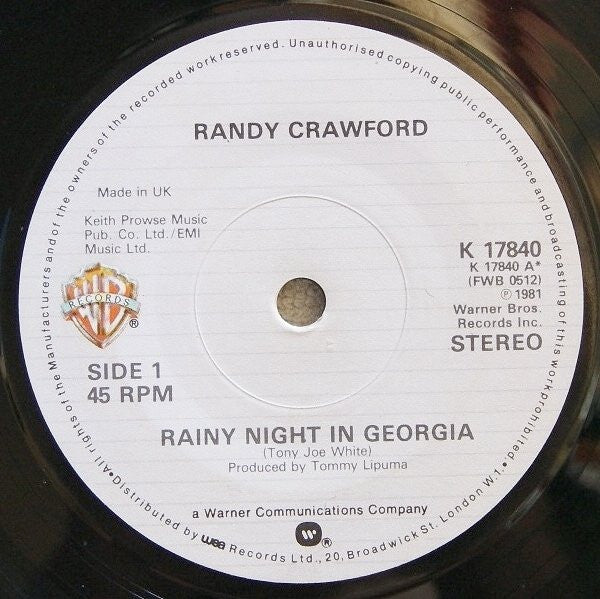 All rights of the Manufacturers and of the owners of the recorded work reserved. Unauthorised copying public performance and broadcasting of this work prohibited.
RANDY CRAWFORD
Made in UK
Keith Prowse Music
Pub. Co. Ltd./EMI
Music Ltd.
K 17840
K 17840 A*
(FWB 0512)
℗ 1981
Warner Bros.
Records Inc.
STEREO
WB
RECORDS
®
SIDE 1
45 RPM
RAINY NIGHT IN GEORGIA
(Tony Joe White)
Produced by Tommy Lipuma
a Warner Communications Company
®
•Distributed by wea Records Ltd., 20, Broadwick St. London W.1.•